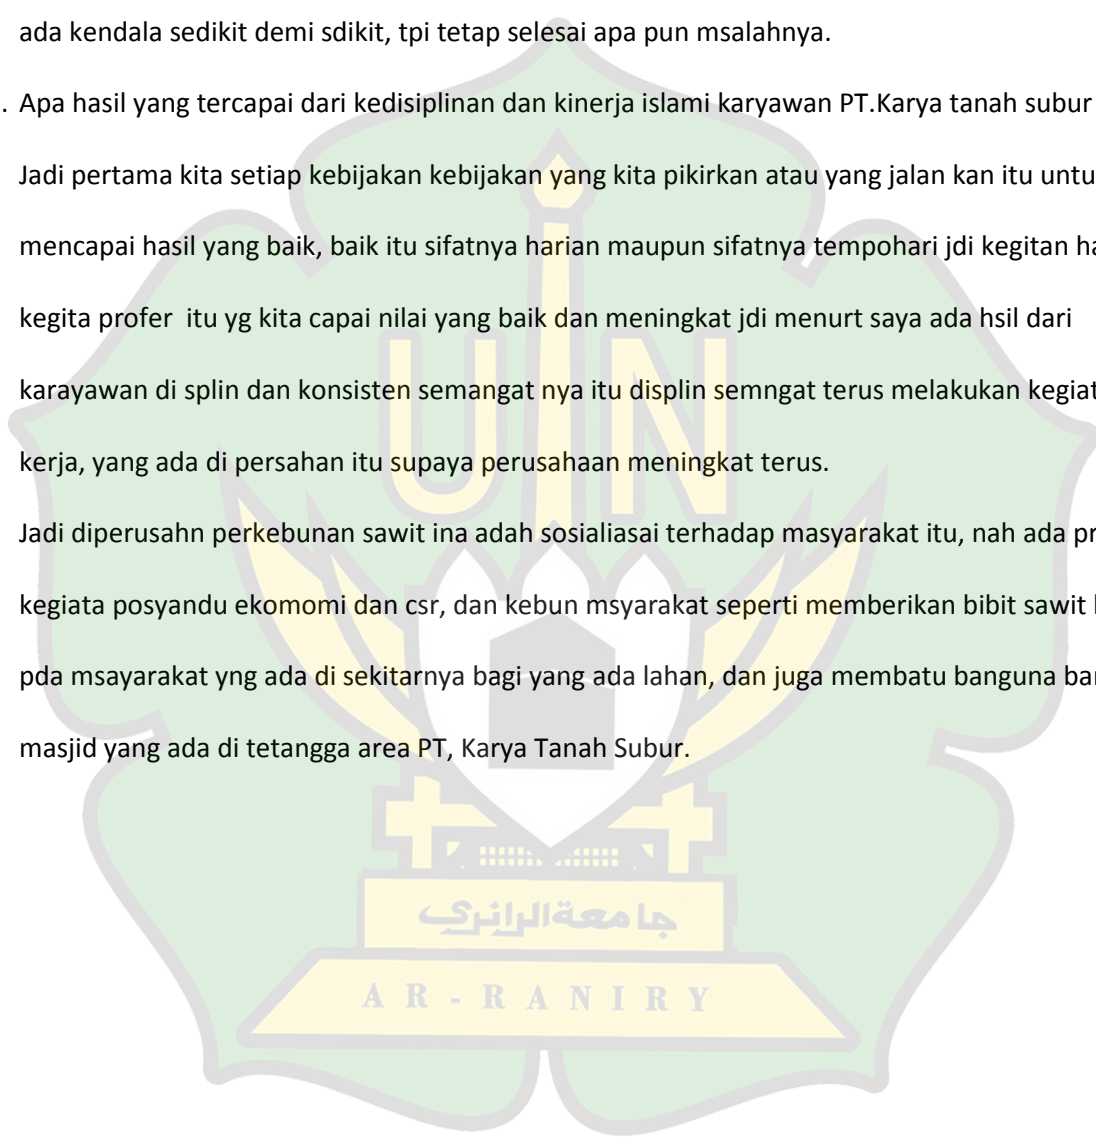 ada kendala sedikit demi sdikit, tpi tetap selesai apa pun msalahnya.
. Apa hasil yang tercapai dari kedisiplinan dan kinerja islami karyawan PT.Karya tanah subur
Jadi pertama kita setiap kebijakan kebijakan yang kita pikirkan atau yang jalan kan itu untu
mencapai hasil yang baik, baik itu sifatnya harian maupun sifatnya tempohari jdi kegitan ha
kegita profer itu yg kita capai nilai yang baik dan meningkat jdi menurt saya ada hsil dari
karayawan di splin dan konsisten semangat nya itu displin semngat terus melakukan kegiat
kerja, yang ada di persahan itu supaya perusahaan meningkat terus.
Jadi diperusahn perkebunan sawit ina adah sosialiasai terhadap masyarakat itu, nah ada pr
kegiata posyandu ekomomi dan csr, dan kebun msyarakat seperti memberikan bibit sawit
pda msayarakat yng ada di sekitarnya bagi yang ada lahan, dan juga membatu banguna ban
masjid yang ada di tetangga area PT, Karya Tanah Subur.
UIN
جامعةالرانري
AR-RANIRY